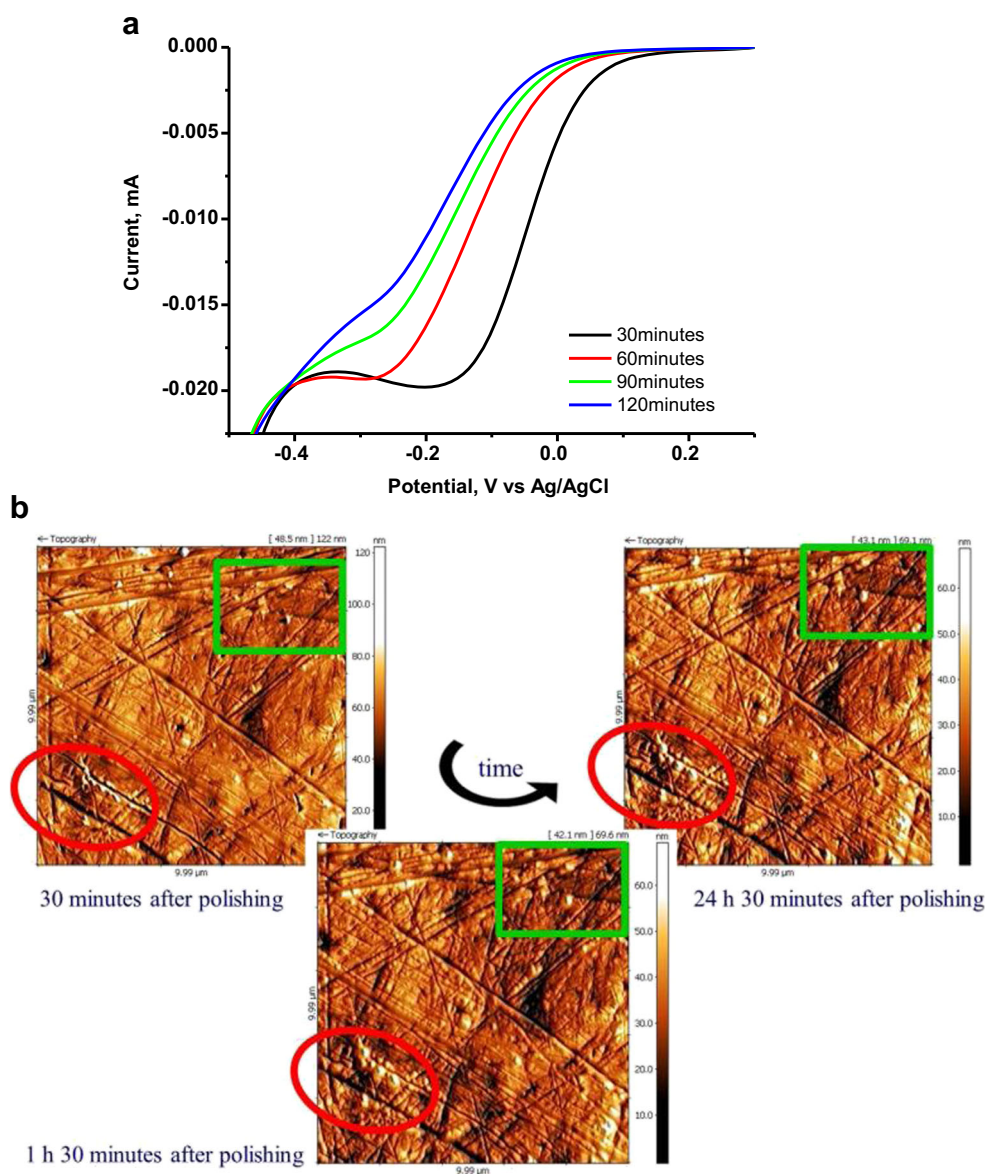 a
0.000
-0.005
-0.010
-0.015
-0.020
Current, mA
30minutes
60minutes
90minutes
120minutes
-0.4 -0.2 0.0 0.2
Potential, V vs Ag/AgCl
b
←Topography [ 48.5 nm ] 122 nm nm
120
100.0
80.0
60.0
40.0
20.0
9.99 µm
9.99 µm
30 minutes after polishing
time
←Topography [ 43.1 nm ] 69.1 nm nm
60.0
50.0
40.0
30.0
20.0
10.0
9.99 µm
9.99 µm
24 h 30 minutes after polishing
←Topography [ 42.1 nm ] 69.6 nm nm
60.0
50.0
40.0
30.0
20.0
10.0
9.99 µm
9.99 µm
1 h 30 minutes after polishing